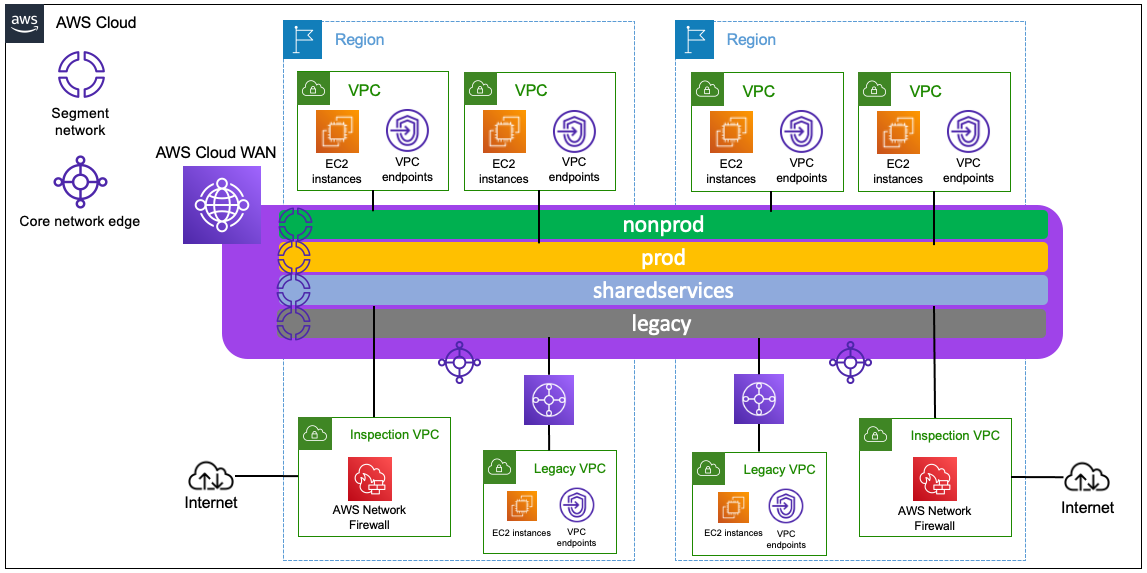 aws
AWS Cloud
Segment
network
Core network edge
AWS Cloud WAN
Region
VPC
EC2
instances
VPC
endpoints
VPC
EC2
instances
VPC
endpoints
Region
VPC
EC2
instances
VPC
endpoints
VPC
EC2
instances
VPC
endpoints
nonprod
prod
sharedservices
legacy
Internet
Inspection VPC
AWS Network
Firewall
Legacy VPC
EC2 instances
VPC
endpoints
Legacy VPC
EC2 instances
VPC
endpoints
Inspection VPC
AWS Network
Firewall
Internet